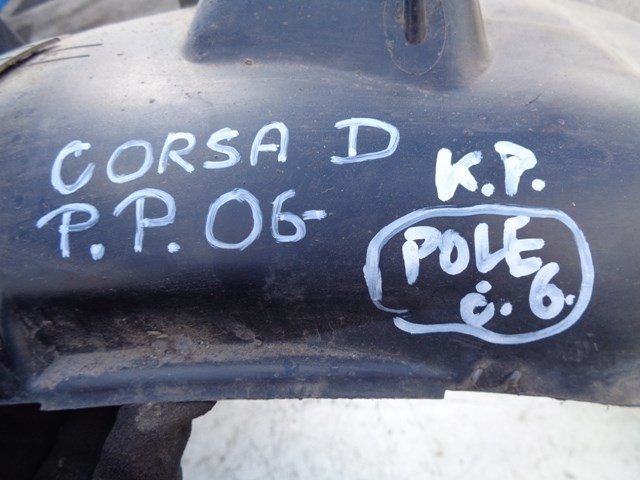 CORSA D
P.P. 06-
K.P.
POLE
č. 6.